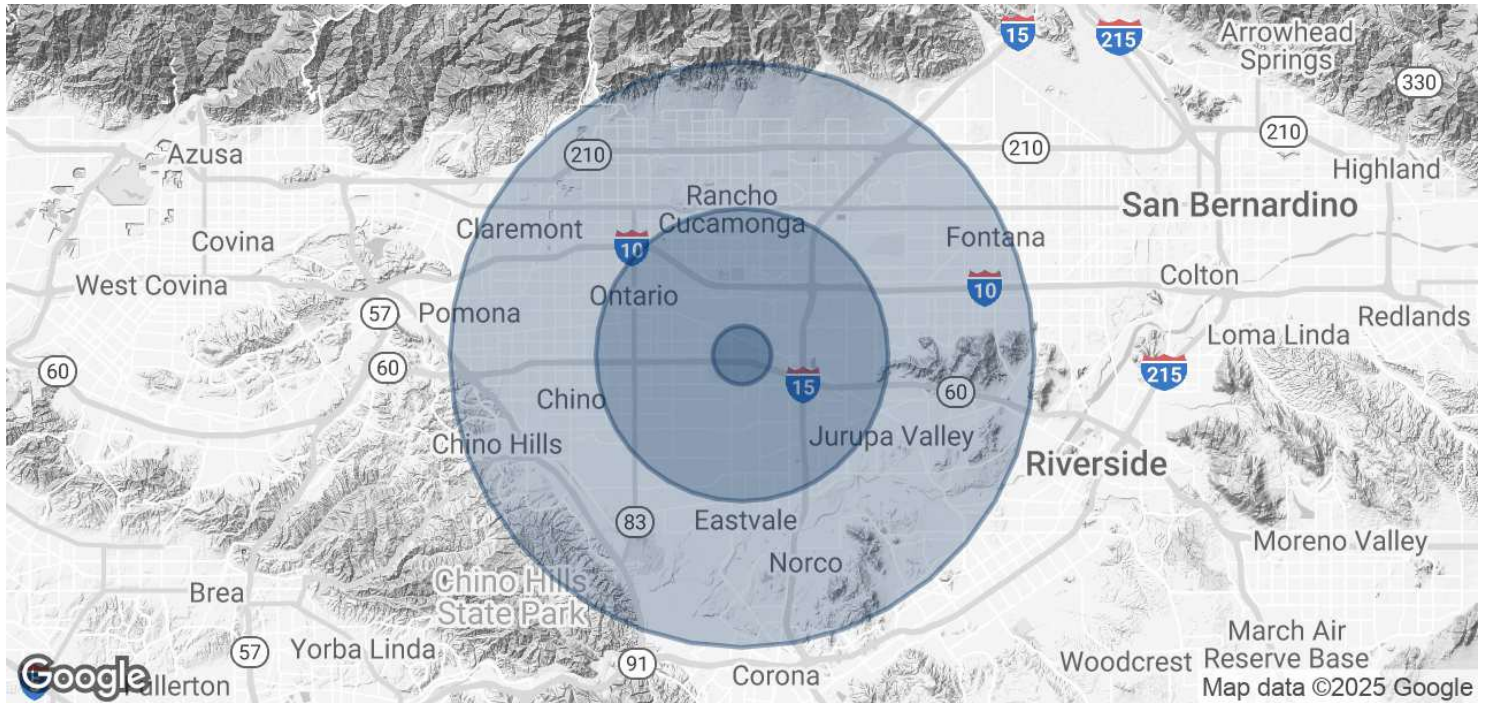 15
215
Arrowhead
Springs
330
210
210
210
Azusa
Highland
Rancho
Cucamonga
San Bernardino
Claremont
Covina
10
Fontana
West Covina
Ontario
10
Colton
Pomona
57
Redlands
Loma Linda
60
60
15
215
60
Chino
Chino Hills
Jurupa Valley
Riverside
83
Eastvale
Moreno Valley
Norco
Chino Hills
State Park
Brea
57
Yorba Linda
91
Corona
Woodcrest
March Air
Reserve Base
Google
Fullerton
Map data ©2025 Google